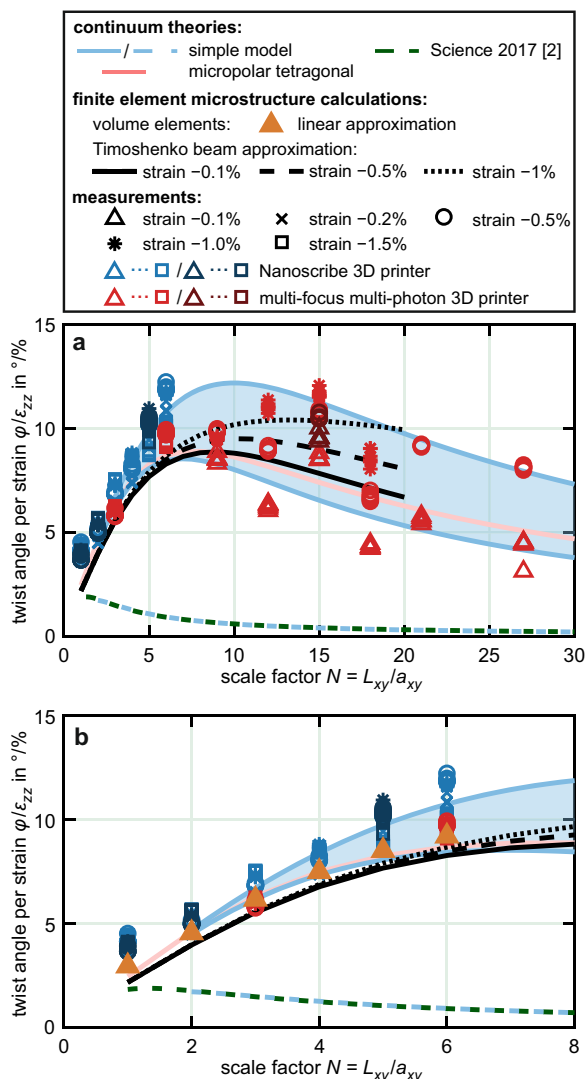 continuum theories:
/ simple model Science 2017 [2]
micropolar tetragonal
finite element microstructure calculations:
volume elements: linear approximation
Timoshenko beam approximation:
strain −0.1% strain −0.5% strain −1%
measurements:
strain −0.1% strain −0.2% strain −0.5%
strain −1.0% strain −1.5%
··· / ··· Nanoscribe 3D printer
··· / ··· multi-focus multi-photon 3D printer
a
15
10
5
0
twist angle per strain φ/ε_zz in °/%
0 5 10 15 20 25 30
scale factor N = L_xy/a_xy
b
15
10
5
0
twist angle per strain φ/ε_zz in °/%
0 2 4 6 8
scale factor N = L_xy/a_xy